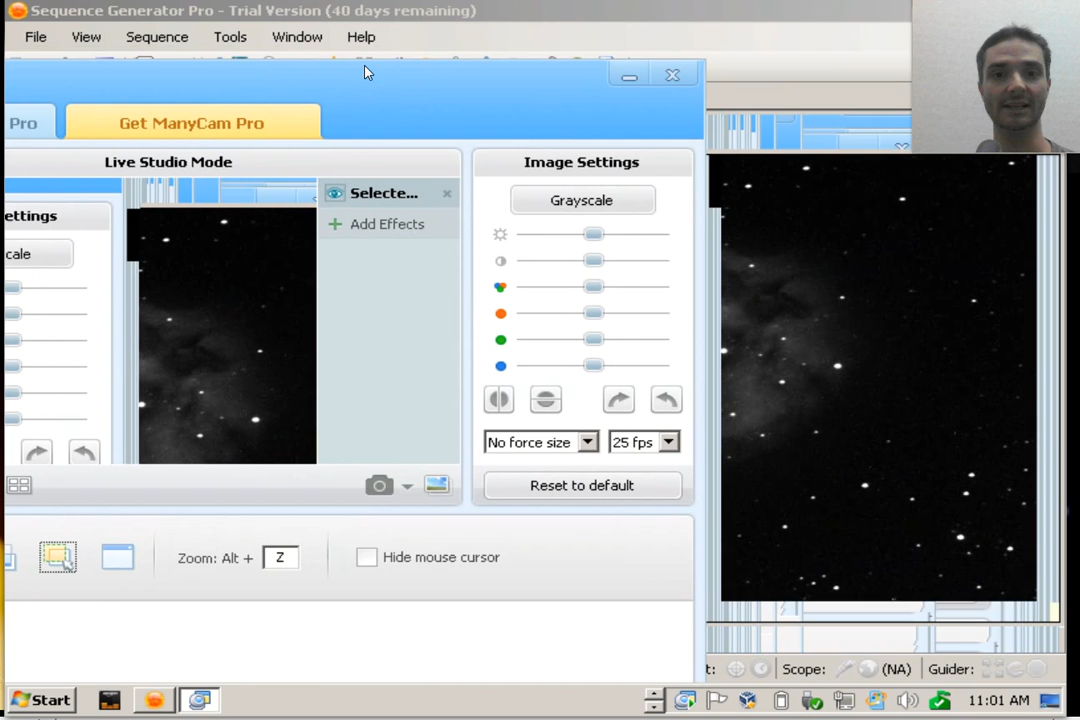 Sequence Generator Pro - Trial Version (40 days remaining)
File View Sequence Tools Window Help
Pro Get ManyCam Pro
Live Studio Mode
Image Settings
Selecte...
Grayscale
ettings
Add Effects
cale
No force size 25 fps
Reset to default
Zoom: Alt + Z Hide mouse cursor
t: Scope: (NA) Guider:
Start 11:01 AM